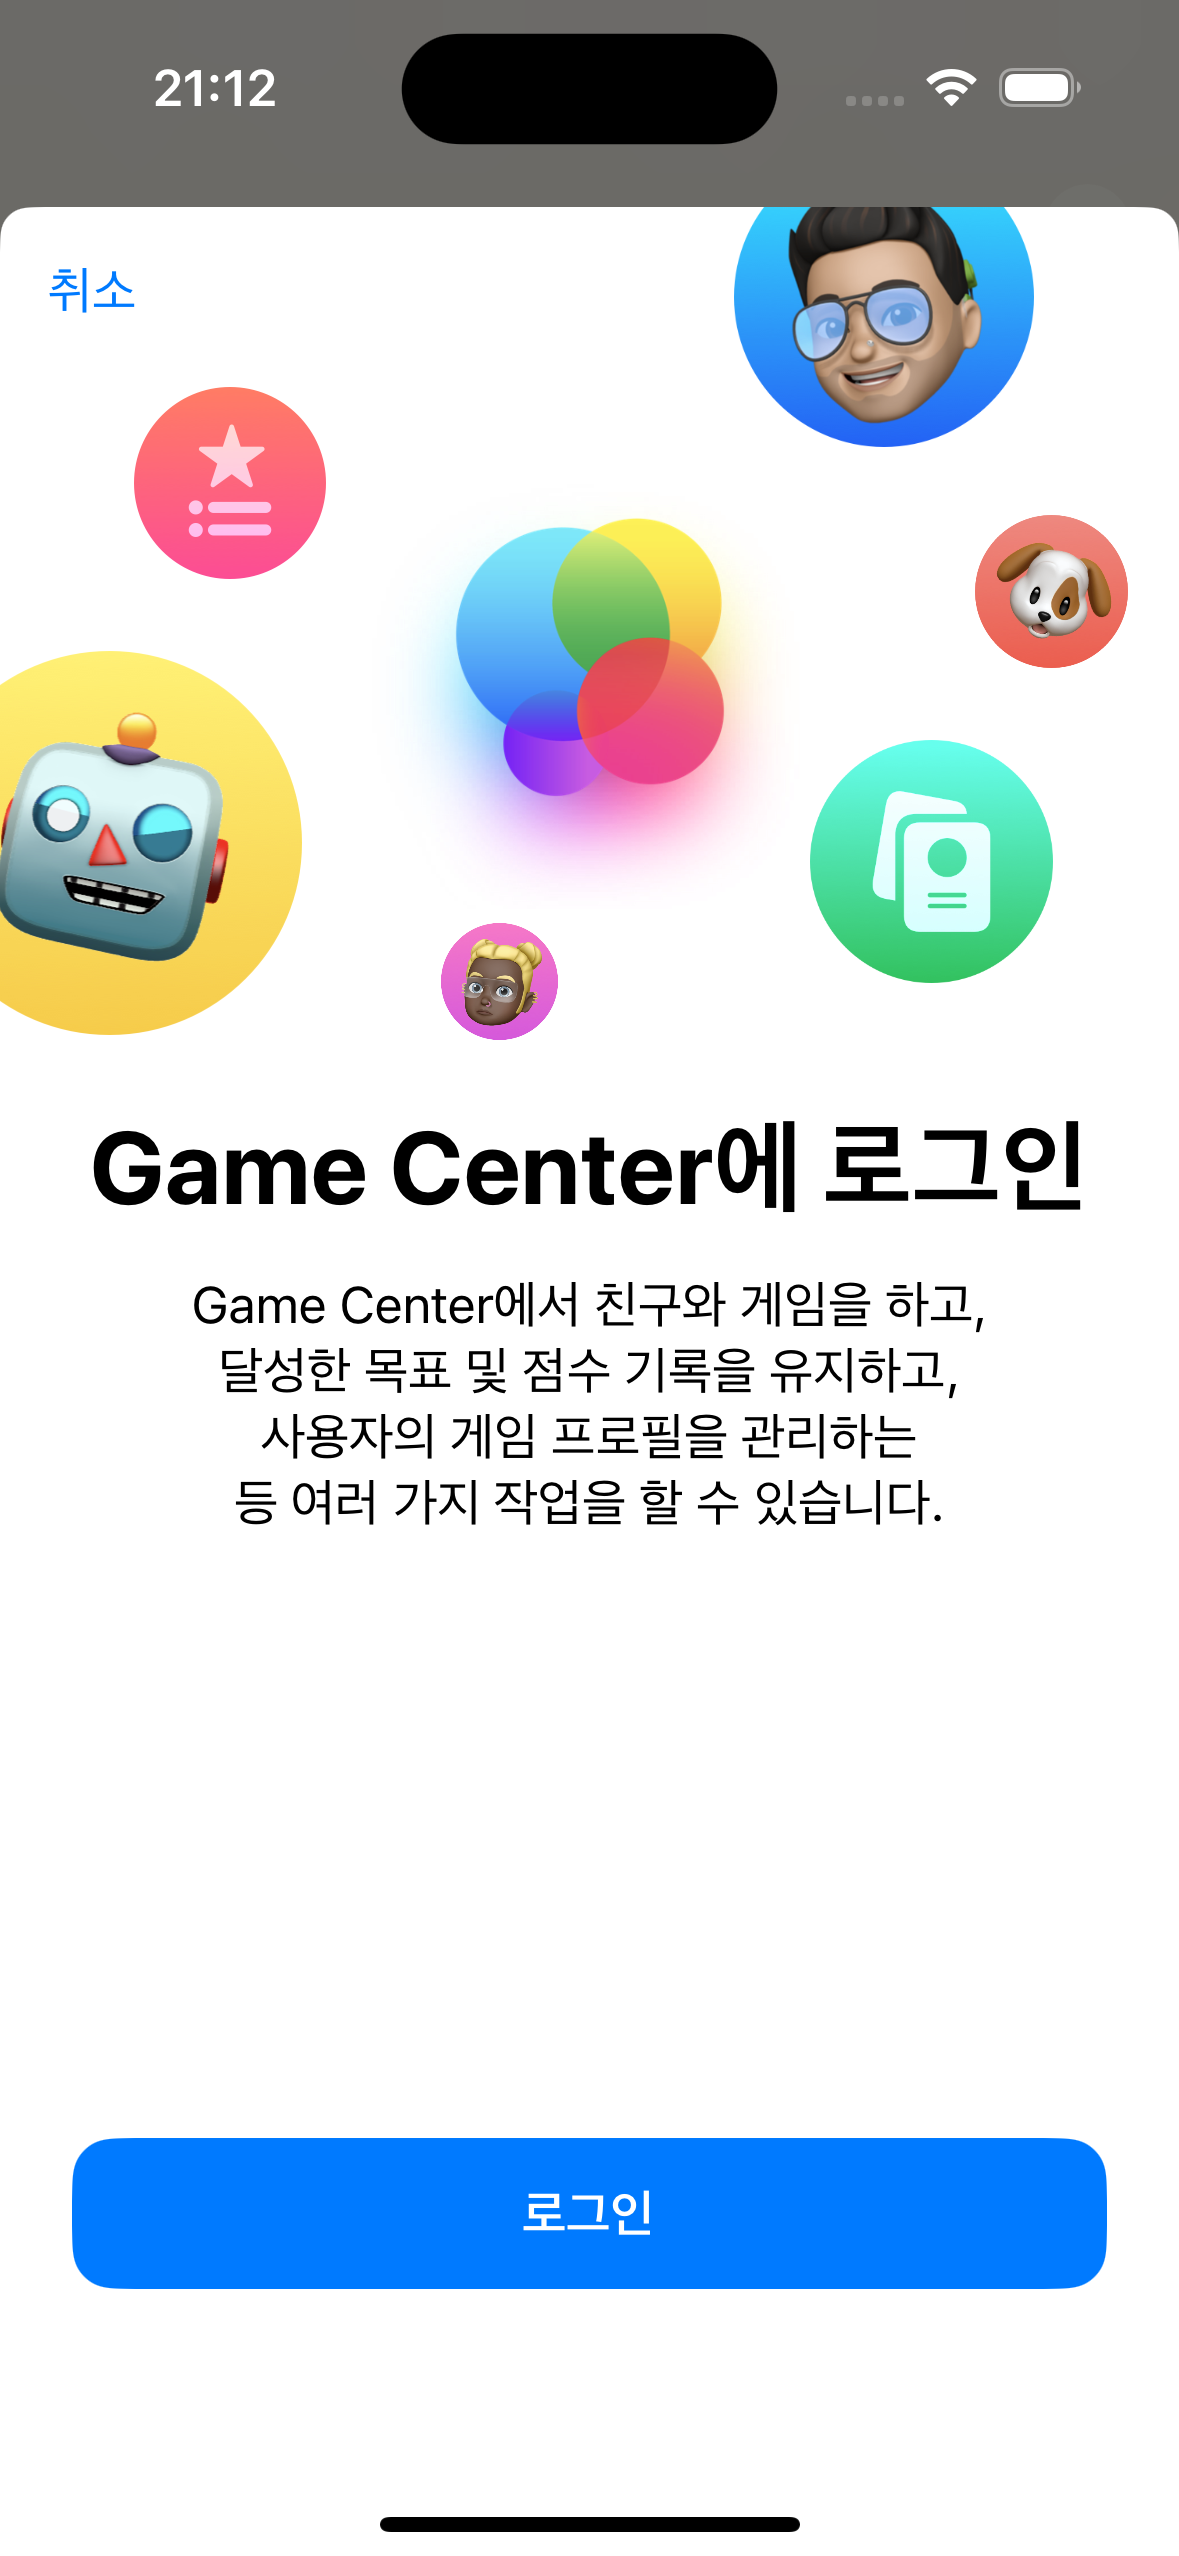 21:12
취소
Game Center에 로그인
Game Center에서 친구와 게임을 하고,
달성한 목표 및 점수 기록을 유지하고,
사용자의 게임 프로필을 관리하는
등 여러 가지 작업을 할 수 있습니다.
로그인